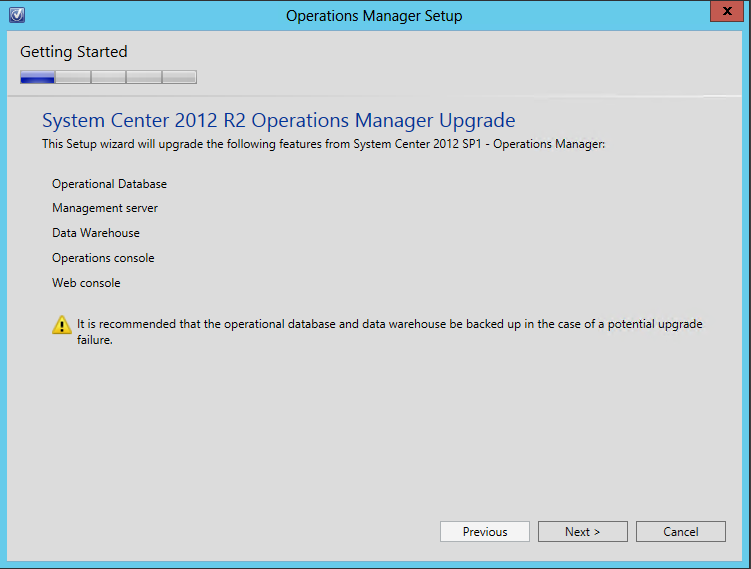 Operations Manager Setup
x
Getting Started
System Center 2012 R2 Operations Manager Upgrade
This Setup wizard will upgrade the following features from System Center 2012 SP1 - Operations Manager:
Operational Database
Management server
Data Warehouse
Operations console
Web console
It is recommended that the operational database and data warehouse be backed up in the case of a potential upgrade
failure.
Previous
Next >
Cancel